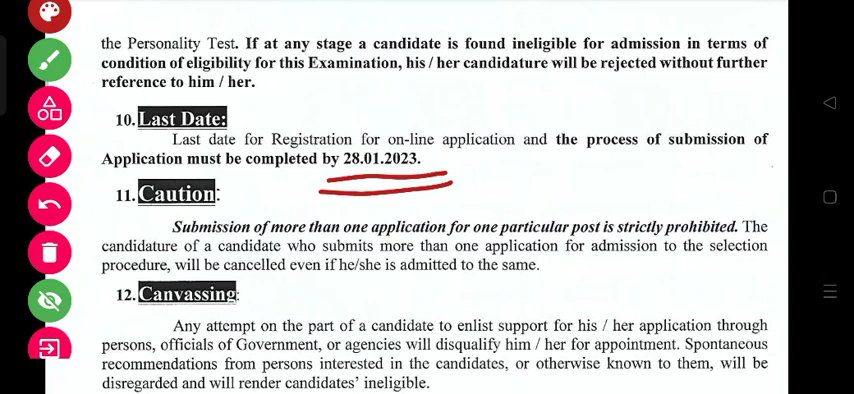 the Personality Test. If at any stage a candidate is found ineligible for admission in terms of
condition of eligibility for this Examination, his / her candidature will be rejected without further
reference to him / her.
10. Last Date:
Last date for Registration for on-line application and the process of submission of
Application must be completed by 28.01.2023.
11. Caution:
Submission of more than one application for one particular post is strictly prohibited. The
candidature of a candidate who submits more than one application for admission to the selection
procedure, will be cancelled even if he/she is admitted to the same.
12. Canvassing:
Any attempt on the part of a candidate to enlist support for his / her application through
persons, officials of Government, or agencies will disqualify him / her for appointment. Spontaneous
recommendations from persons interested in the candidates, or otherwise known to them, will be
disregarded and will render candidates' ineligible.